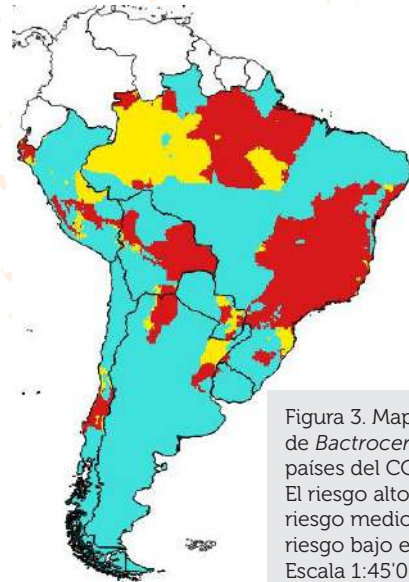 Figura 3. Map
de Bactrocer
países del CO
El riesgo alto
riesgo medio
riesgo bajo e
Escala 1:45'0